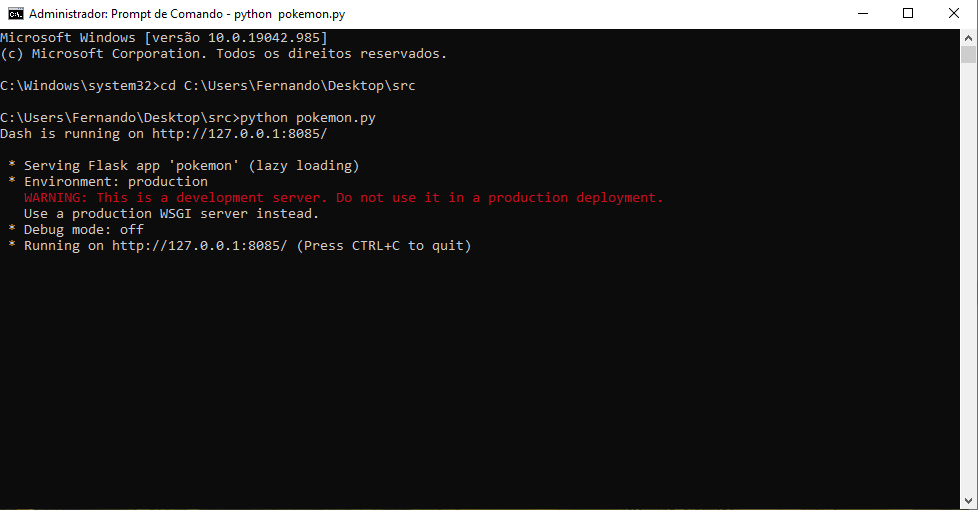 Administrador: Prompt de Comando - python  pokemon.py
Microsoft Windows [versão 10.0.19042.985]
(c) Microsoft Corporation. Todos os direitos reservados.
C:\Windows\system32>cd C:\Users\Fernando\Desktop\src
C:\Users\Fernando\Desktop\src>python pokemon.py
Dash is running on http://127.0.0.1:8085/
* Serving Flask app 'pokemon' (lazy loading)
* Environment: production
WARNING: This is a development server. Do not use it in a production deployment.
Use a production WSGI server instead.
* Debug mode: off
* Running on http://127.0.0.1:8085/ (Press CTRL+C to quit)